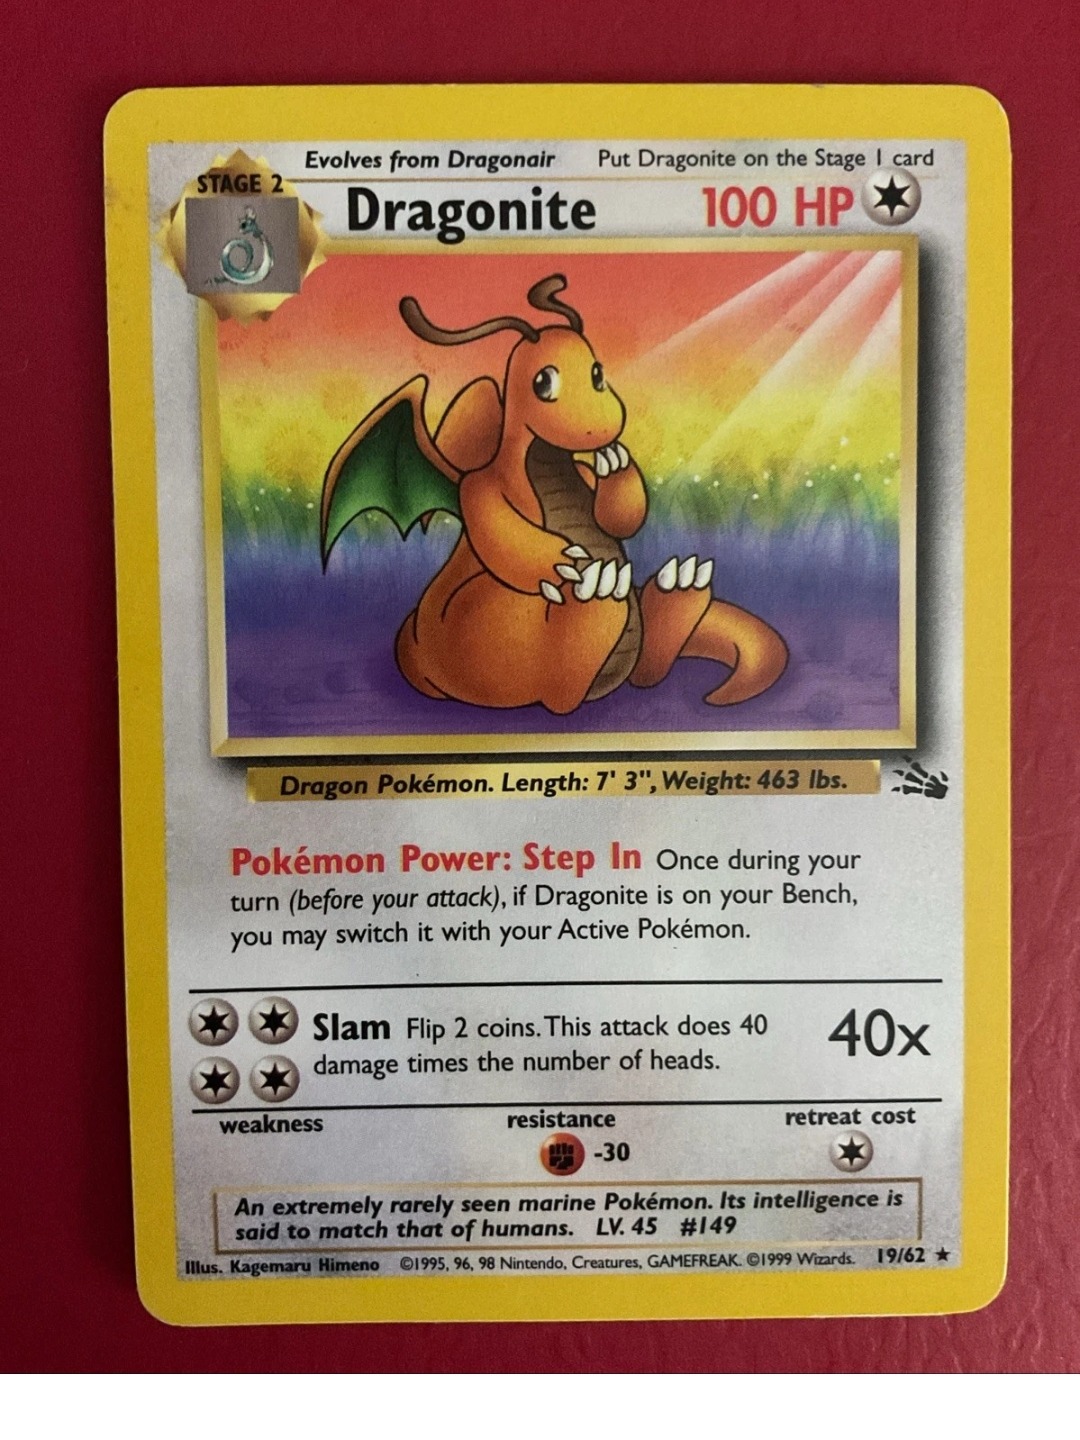 Evolves from Dragonair Put Dragonite on the Stage 1 card
STAGE 2
Dragonite 100 HP
Dragon Pokémon. Length: 7' 3", Weight: 463 lbs.
Pokémon Power: Step In Once during your
turn (before your attack), if Dragonite is on your Bench,
you may switch it with your Active Pokémon.
Slam Flip 2 coins. This attack does 40
damage times the number of heads.
40x
weakness resistance retreat cost
-30
An extremely rarely seen marine Pokémon. Its intelligence is
said to match that of humans. LV. 45 #149
Illus. Kagemaru Himeno ©1995, 96, 98 Nintendo, Creatures, GAMEFREAK. ©1999 Wizards. 19/62 ★